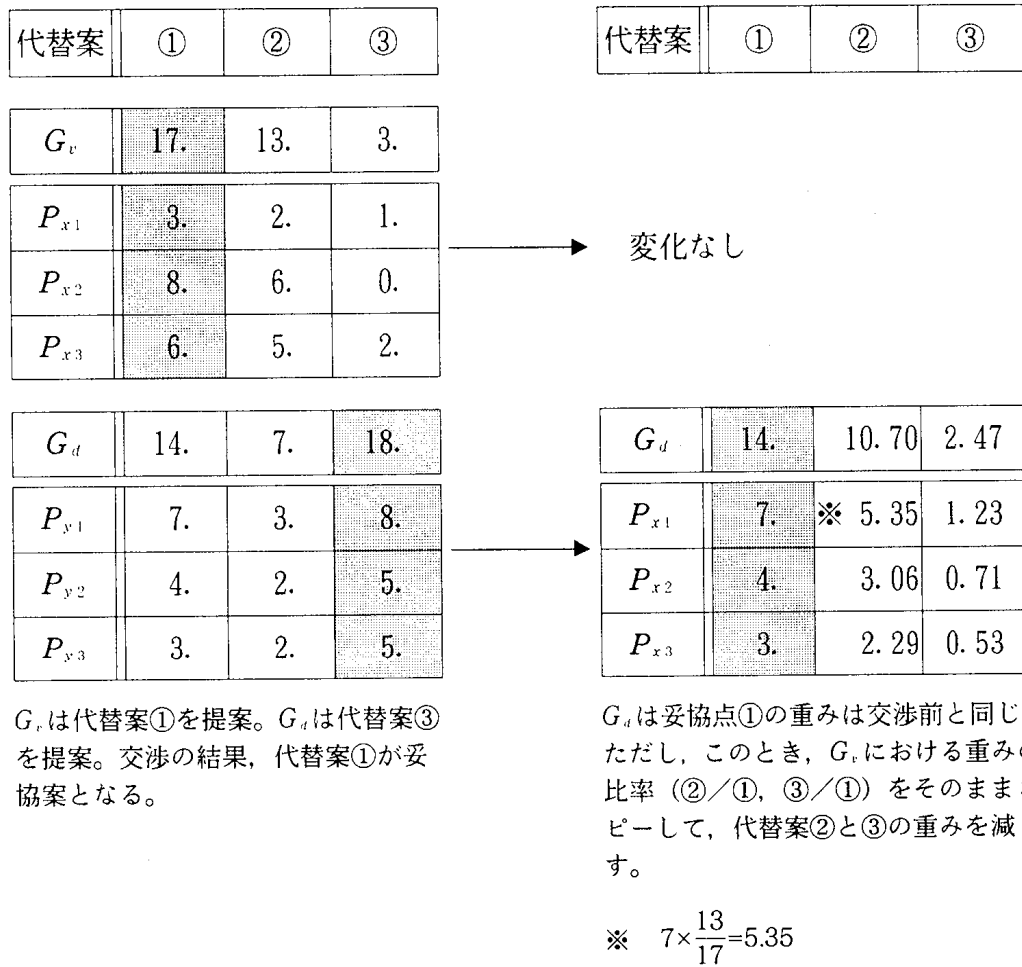 代替案 ① ② ③
G_v 17. 13. 3.
P_x1 3. 2. 1.
P_x2 8. 6. 0.
P_x3 6. 5. 2.
G_d 14. 7. 18.
P_y1 7. 3. 8.
P_y2 4. 2. 5.
P_y3 3. 2. 5.
G_vは代替案①を提案。G_dは代替案③
を提案。交渉の結果，代替案①が妥
協案となる。
代替案 ① ② ③
変化なし
G_d 14. 10.70 2.47
P_x1 7. ※ 5.35 1.23
P_x2 4. 3.06 0.71
P_x3 3. 2.29 0.53
G_dは妥協点①の重みは交渉前と同じ
ただし，このとき，G_vにおける重みの
比率（②／①，③／①）をそのまま
ピーして，代替案②と③の重みを減
す。
※ 7×13/17=5.35